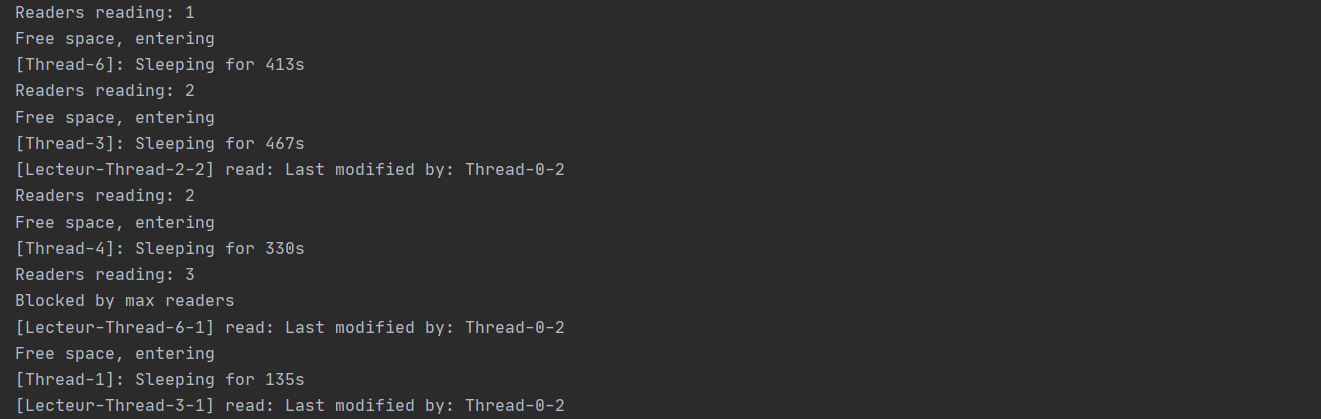 Readers reading: 1
Free space, entering
[Thread-6]: Sleeping for 413s
Readers reading: 2
Free space, entering
[Thread-3]: Sleeping for 467s
[Lecteur-Thread-2-2] read: Last modified by: Thread-0-2
Readers reading: 2
Free space, entering
[Thread-4]: Sleeping for 330s
Readers reading: 3
Blocked by max readers
[Lecteur-Thread-6-1] read: Last modified by: Thread-0-2
Free space, entering
[Thread-1]: Sleeping for 135s
[Lecteur-Thread-3-1] read: Last modified by: Thread-0-2